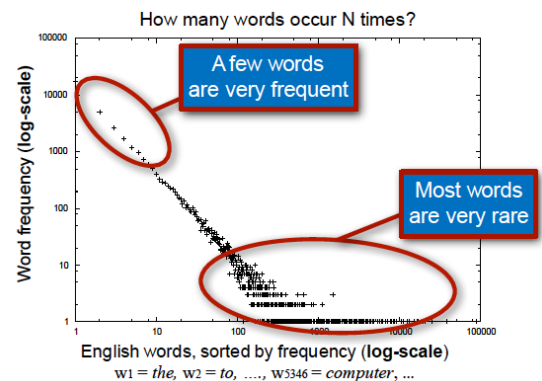 How many words occur N times?
100000
10000
1000
100
10
1
Word frequency (log-scale)
A few words
are very frequent
Most words
are very rare
1
10
100
1000
10000
100000
English words, sorted by frequency (log-scale)
w1 = the, w2 = to, ...., w5346 = computer, ...